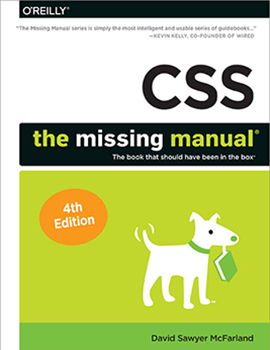 O'REILLY®
"The Missing Manual series is simply the most intelligent and usable series of guidebooks..."
—KEVIN KELLY, CO-FOUNDER OF WIRED
CSS
the missing manual®
The book that should have been in the box®
4th
Edition
David Sawyer McFarland